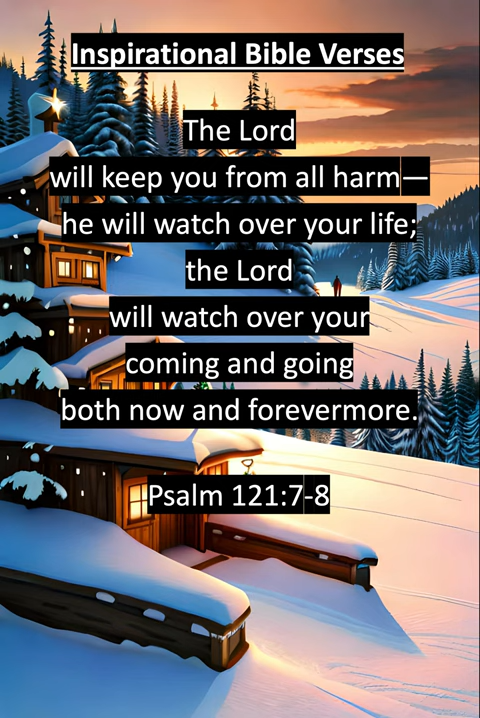 Inspirational Bible Verses
The Lord
will keep you from all harm—
he will watch over your life;
the Lord
will watch over your
coming and going
both now and forevermore.
Psalm 121:7-8